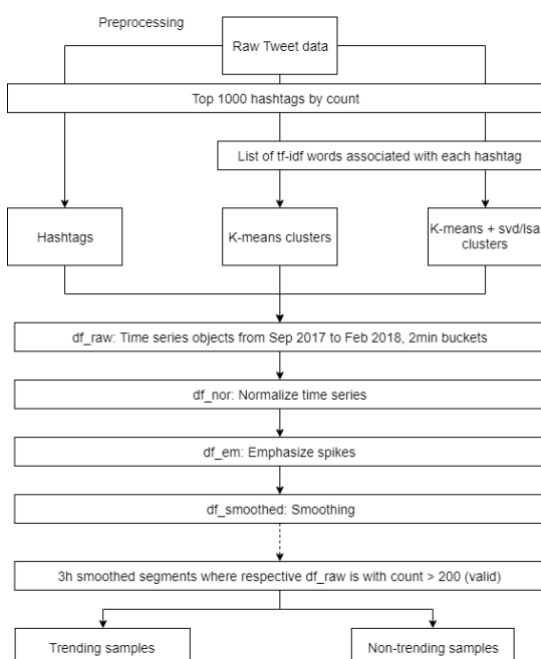 Preprocessing
Raw Tweet data
Top 1000 hashtags by count
List of tf-idf words associated with each hashtag
Hashtags
K-means clusters
K-means + svd/lsa
clusters
df_raw: Time series objects from Sep 2017 to Feb 2018, 2min buckets
df_nor: Normalize time series
df_em: Emphasize spikes
df_smoothed: Smoothing
3h smoothed segments where respective df_raw is with count > 200 (valid)
Trending samples
Non-trending samples